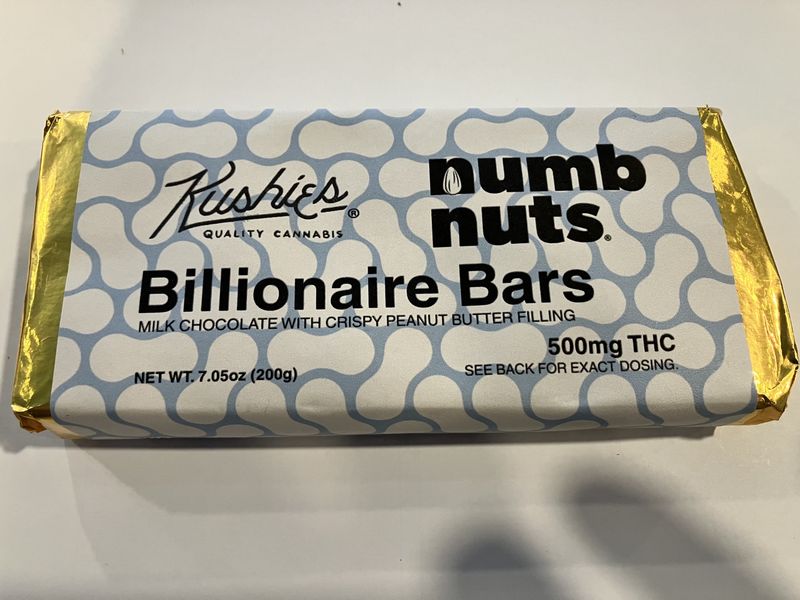 Kushies®
QUALITY CANNABIS
numb
nuts®
Billionaire Bars
MILK CHOCOLATE WITH CRISPY PEANUT BUTTER FILLING
NET WT. 7.05oz (200g)
500mg THC
SEE BACK FOR EXACT DOSING.